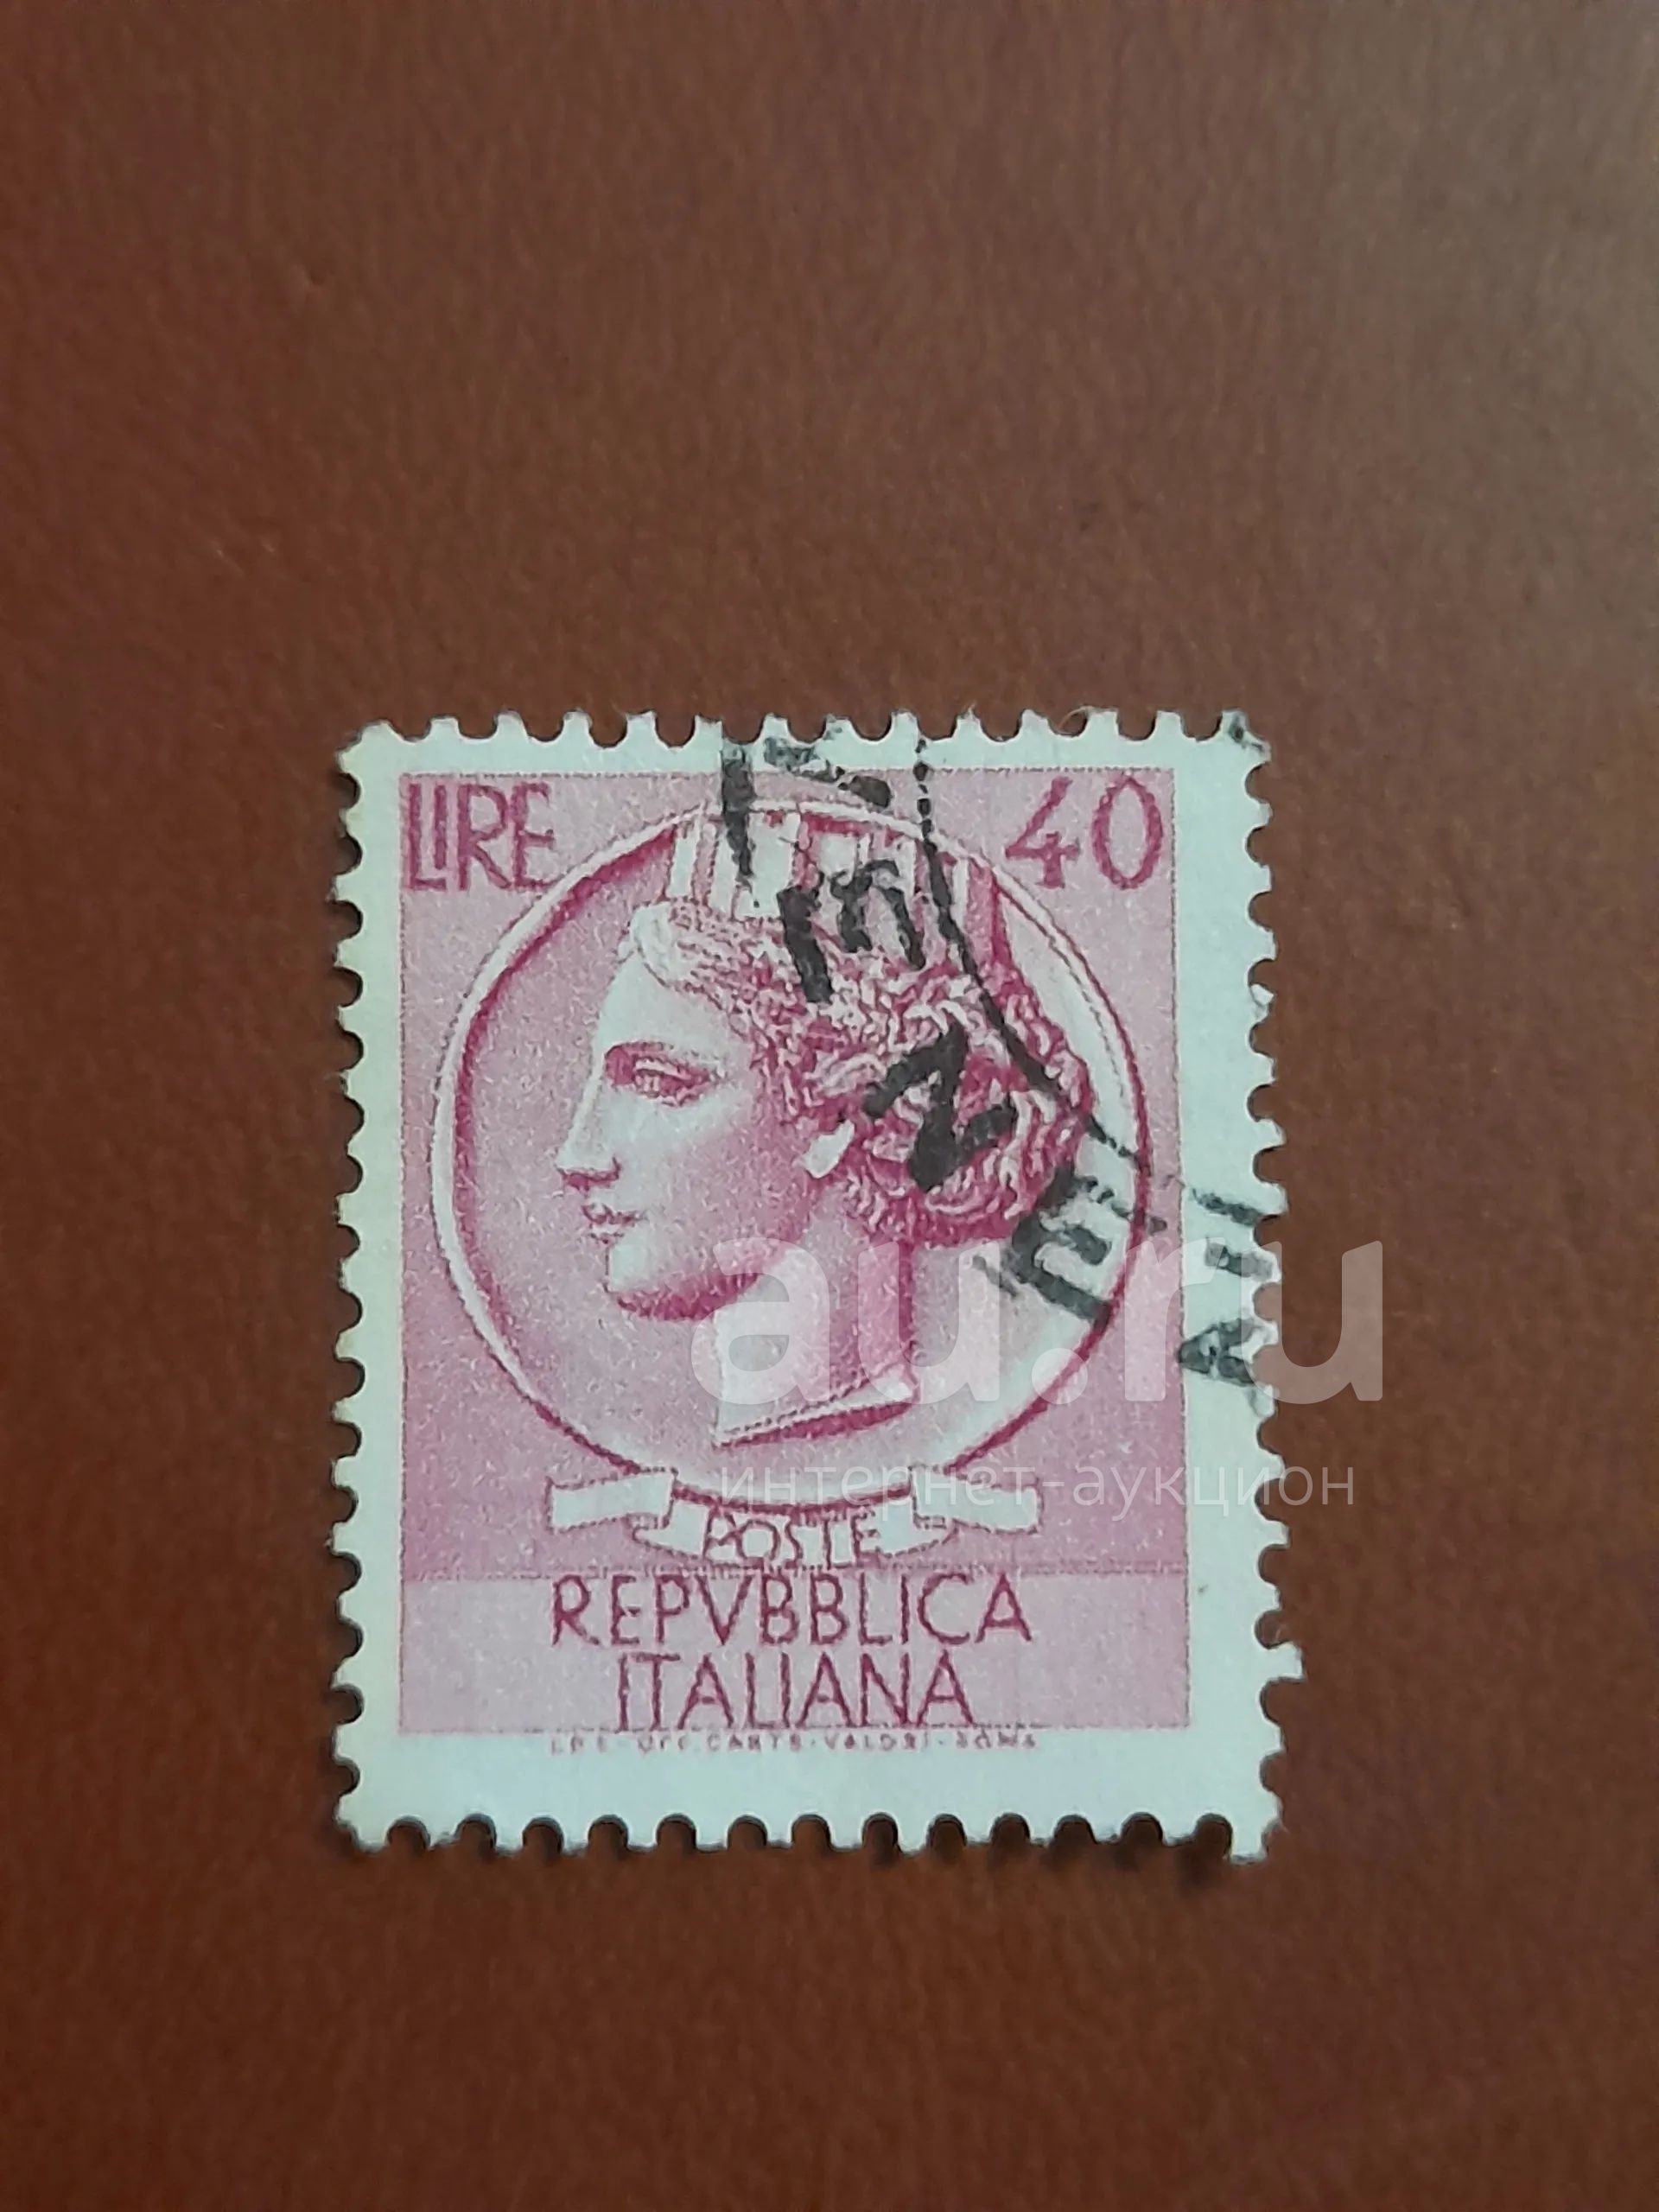 LIRE 40
au.ru
интернет-аукцион
POSTE
REPVBBLICA
ITALIANA